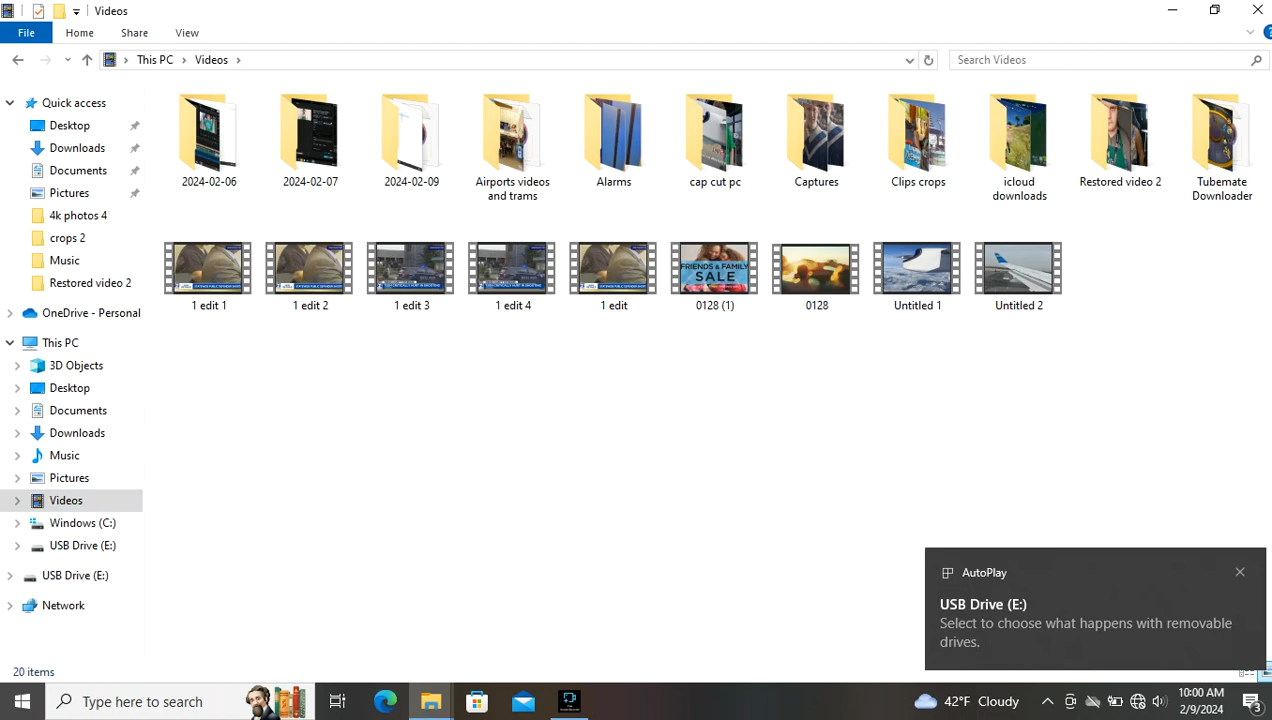 Videos
File Home Share View
This PC Videos
Search Videos
Quick access
Desktop
Downloads
Documents
Pictures
4k photos 4
crops 2
Music
Restored video 2
OneDrive - Personal
This PC
3D Objects
Desktop
Documents
Downloads
Music
Pictures
Videos
Windows (C:)
USB Drive (E:)
USB Drive (E:)
Network
2024-02-06 2024-02-07 2024-02-09 Airports videos and trams Alarms cap cut pc Captures Clips crops icloud downloads Restored video 2 Tubemate Downloader
FRIENDS & FAMILY
SALE
1 edit 1 1 edit 2 1 edit 3 1 edit 4 1 edit 0128 (1) 0128 Untitled 1 Untitled 2
AutoPlay
USB Drive (E:)
Select to choose what happens with removable
drives.
20 items
Type here to search
42°F Cloudy
10:00 AM
2/9/2024
3